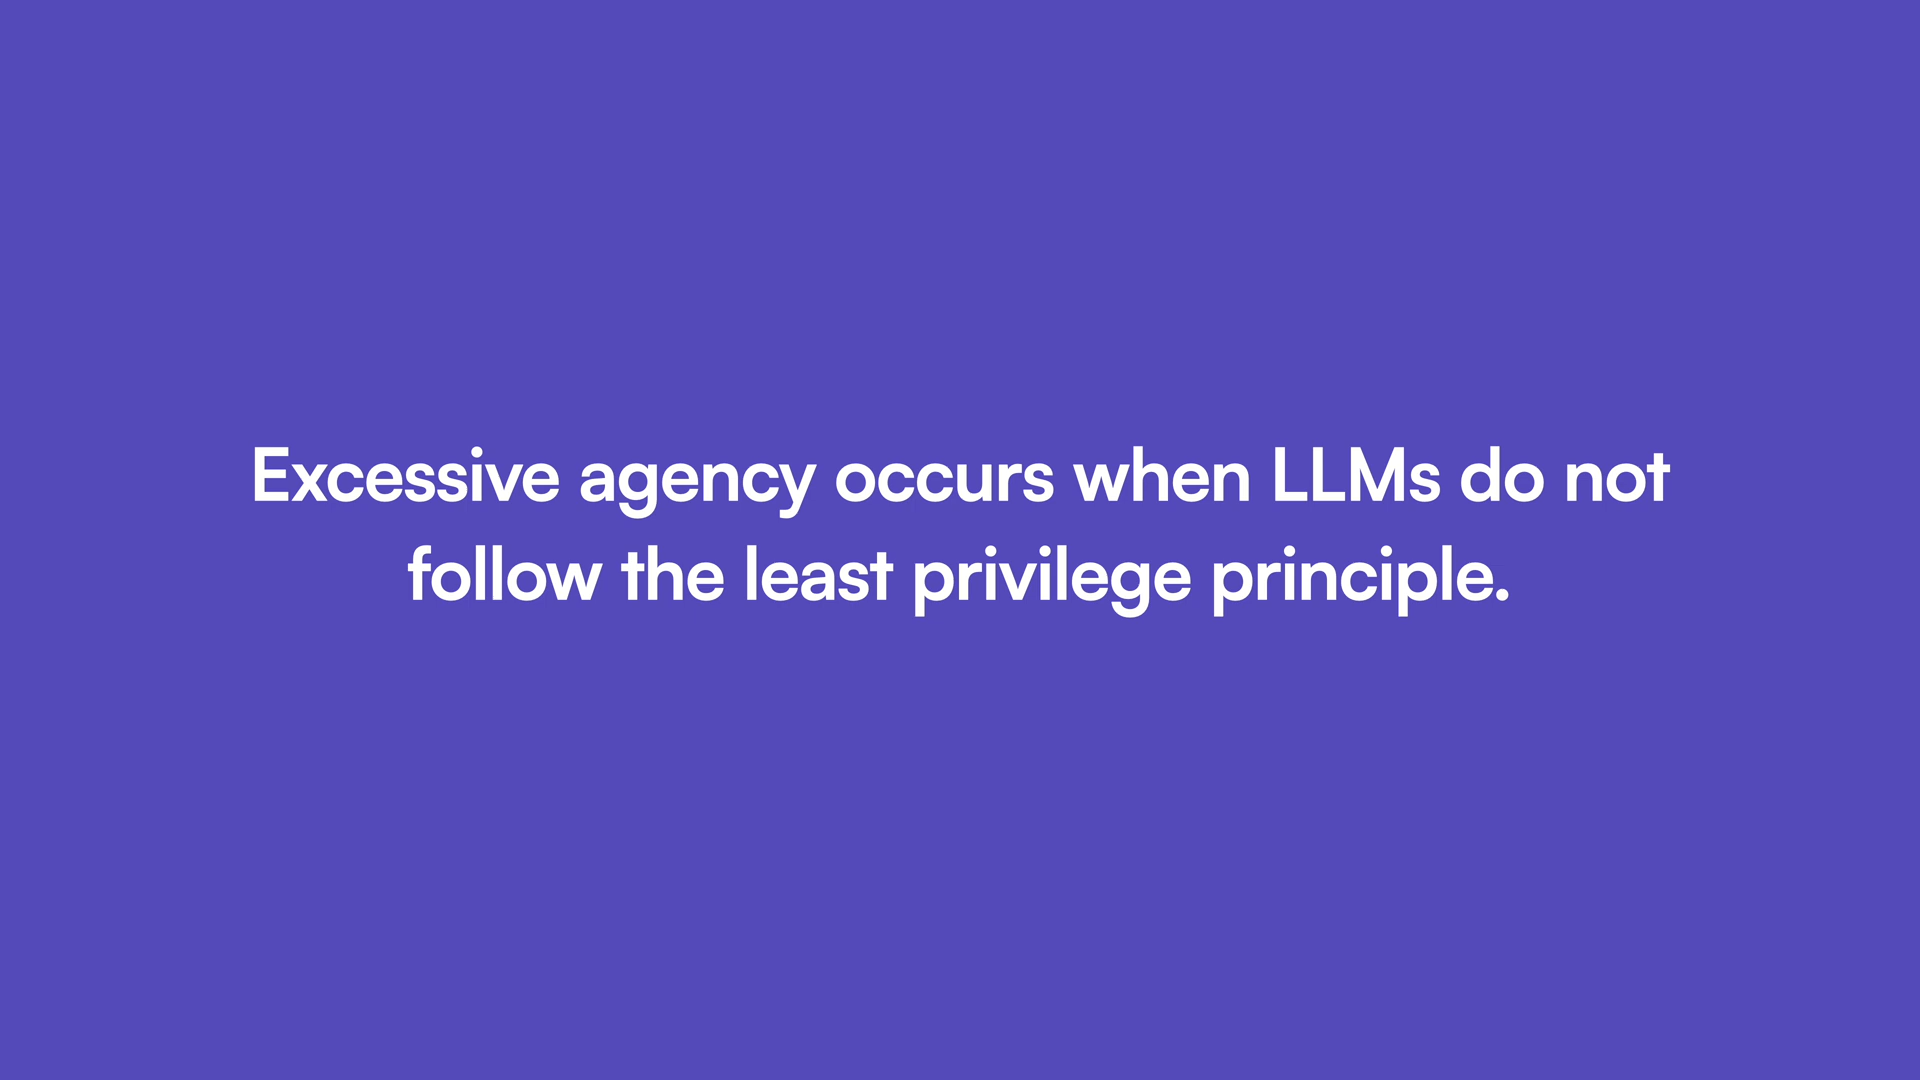 Excessive agency occurs when LLMs do not
follow the least privilege principle.